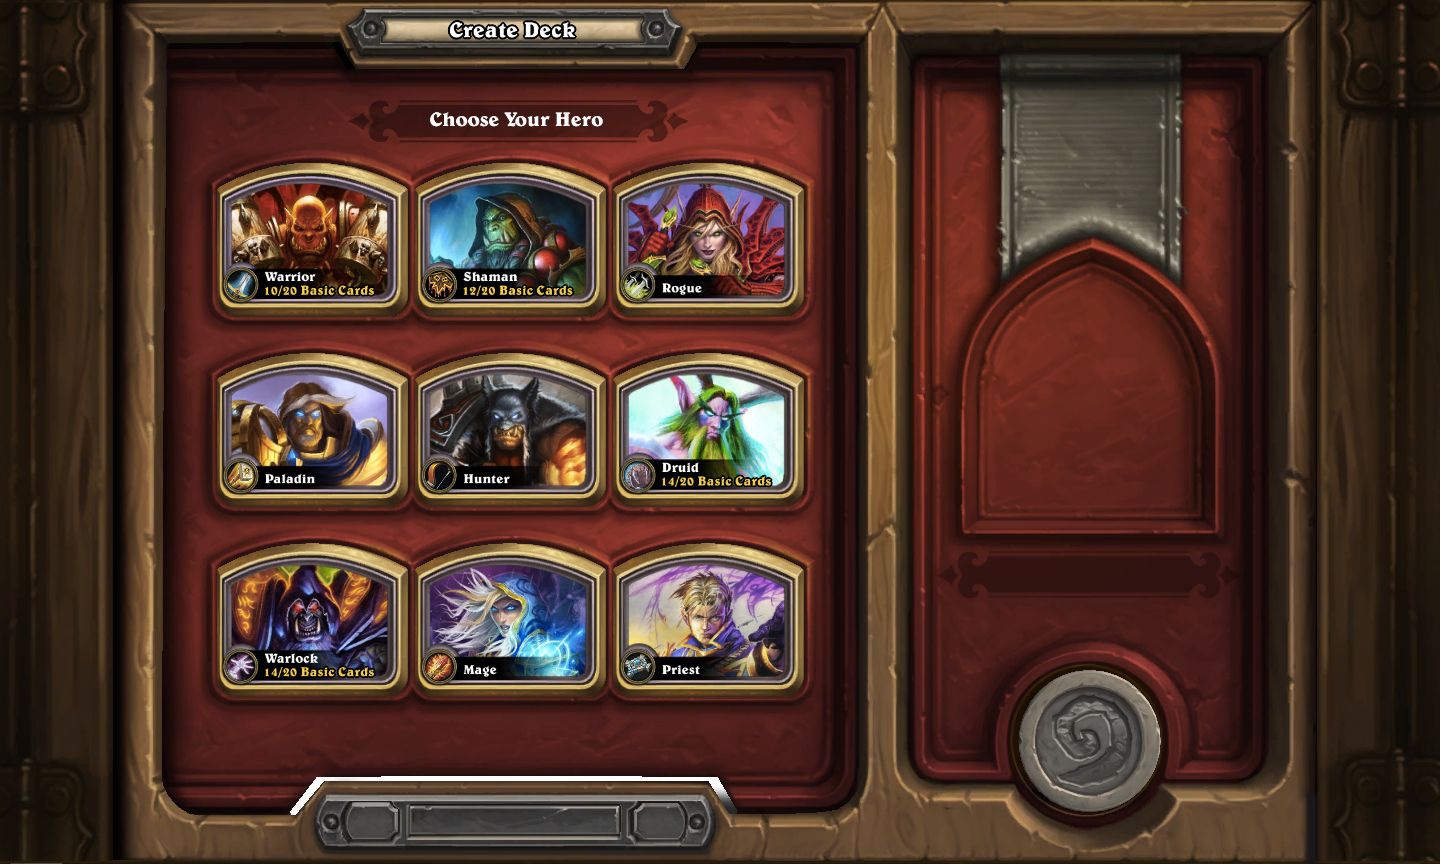 Create Deck
Choose Your Hero
Warrior
10/20 Basic Cards
Shaman
12/20 Basic Cards
Rogue
Paladin
Hunter
Druid
14/20 Basic Cards
Warlock
14/20 Basic Cards
Mage
Priest